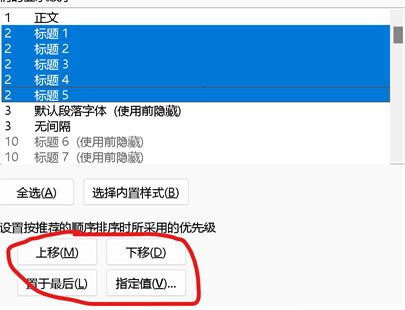 1 正文
2 标题 1
2 标题 2
2 标题 3
2 标题 4
2 标题 5
3 默认段落字体 (使用前隐藏)
3 无间隔
10 标题 6 (使用前隐藏)
10 标题 7 (使用前隐藏)
全选(A) 选择内置样式(B)
设置按推荐的顺序排序时所采用的优先级
上移(M) 下移(D)
置于最后(L) 指定值(V)...